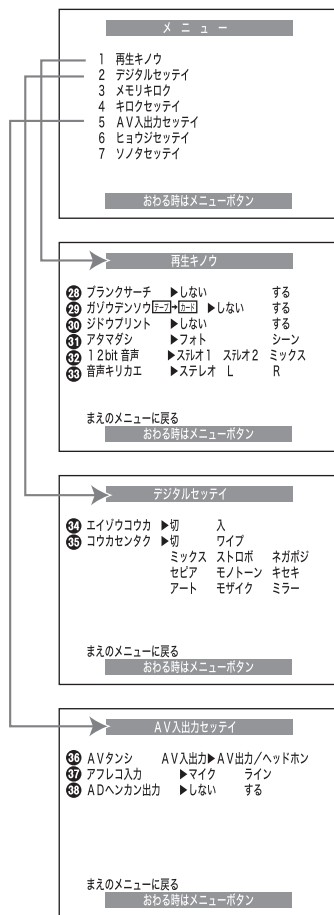 メニュー
1 再生キノウ
2 デジタルセッテイ
3 メモリキロク
4 キロクセッテイ
5 AV入出力セッテイ
6 ヒョウジセッテイ
7 ソノタセッテイ
おわる時はメニューボタン
再生キノウ
28 ブランクサーチ ▶しない する
29 ガゾウデンソウ テープ→カード ▶しない する
30 ジドウプリント ▶しない する
31 アタマダシ ▶フォト シーン
32 12bit 音声 ▶ステレオ1 ステレオ2 ミックス
33 音声キリカエ ▶ステレオ L R
まえのメニューに戻る
おわる時はメニューボタン
デジタルセッテイ
34 エイゾウコウカ ▶切 入
35 コウカセンタク ▶切 ワイプ
ミックス ストロボ ネガポジ
セピア モノトーン キセキ
アート モザイク ミラー
まえのメニューに戻る
おわる時はメニューボタン
AV入出力セッテイ
36 AVタンシ AV入出力▶AV出力/ヘッドホン
37 アフレコ入力 ▶マイク ライン
38 ADヘンカン出力 ▶しない する
まえのメニューに戻る
おわる時はメニューボタン